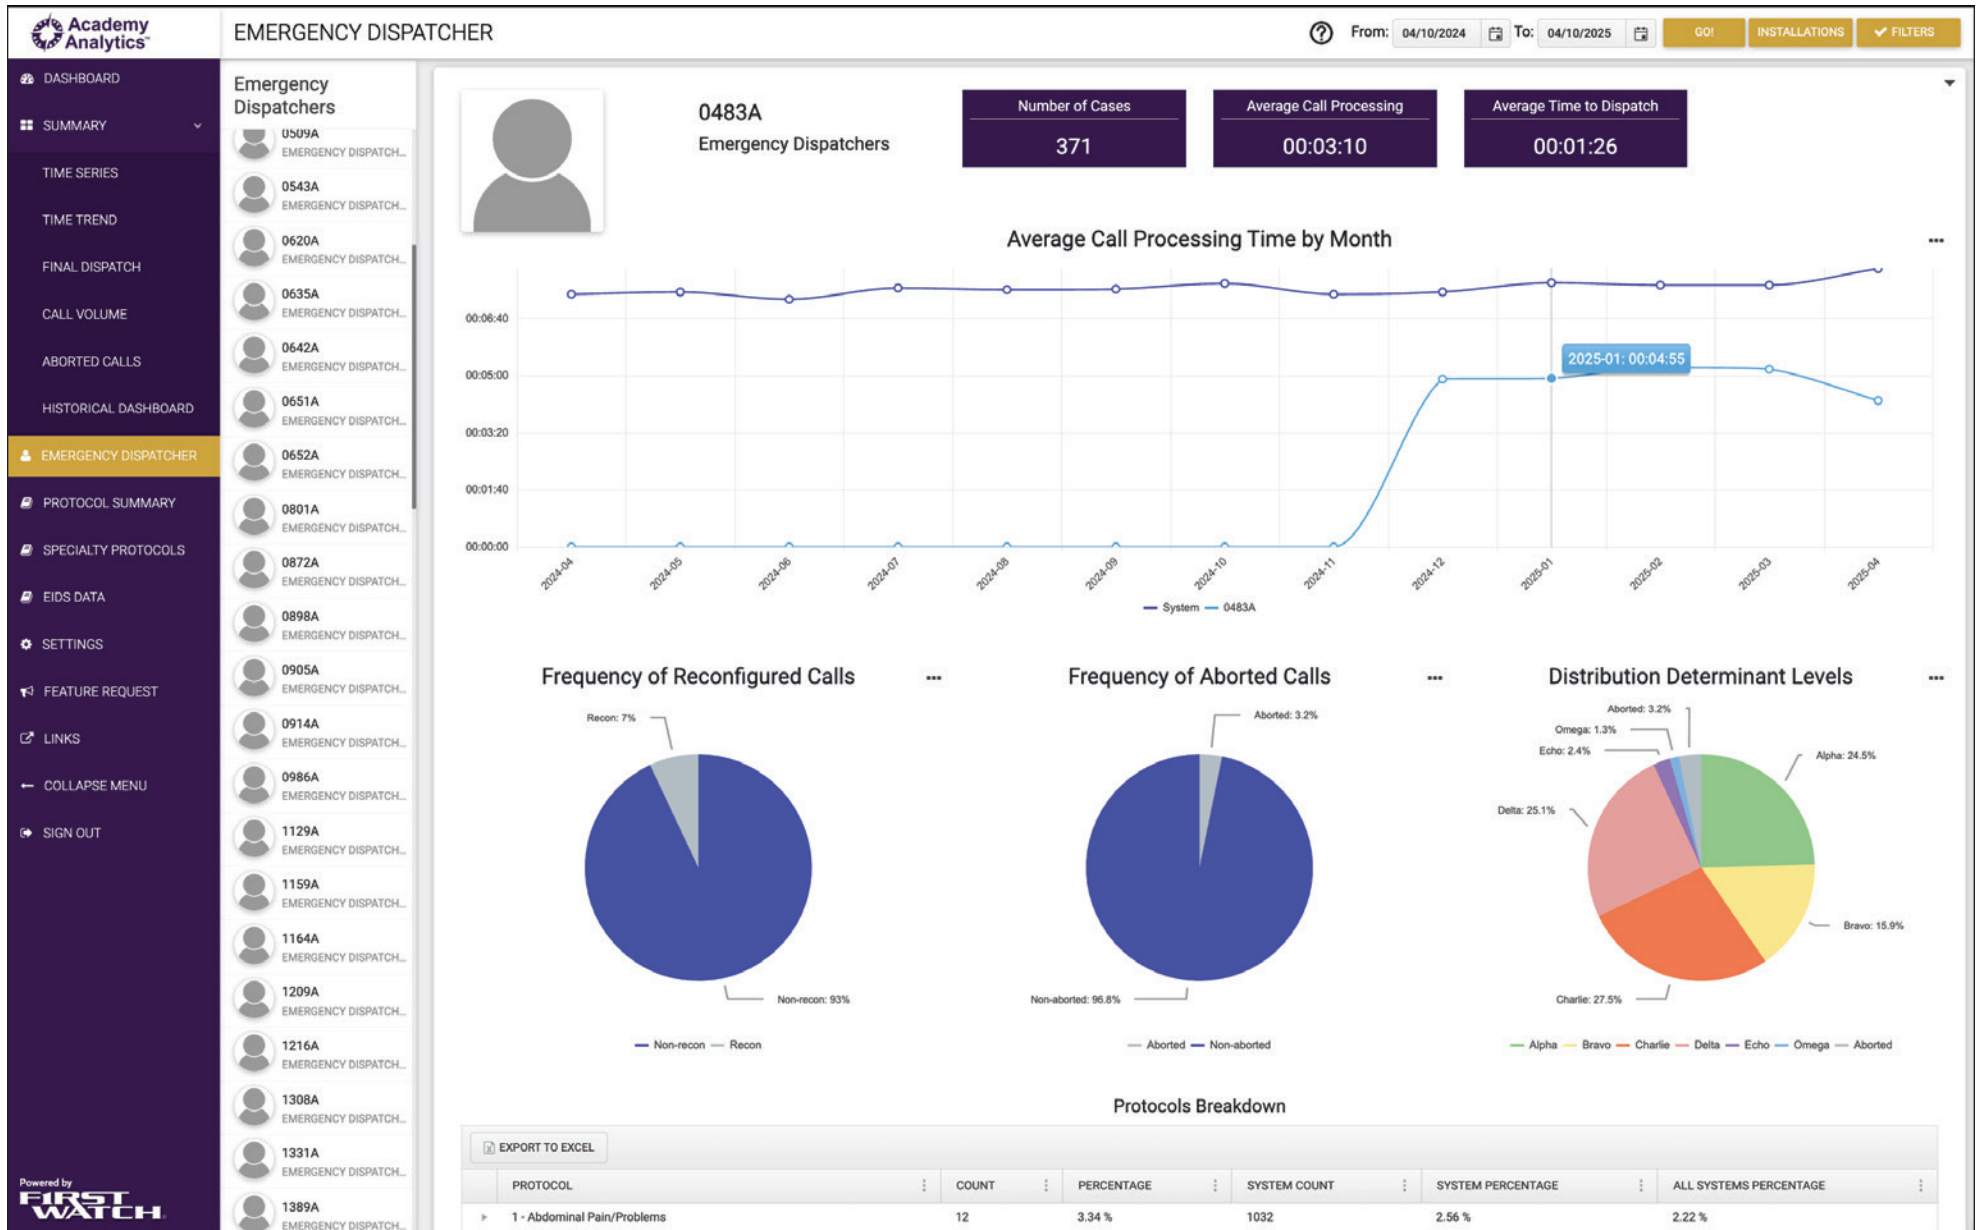 Academy
Analytics™
EMERGENCY DISPATCHER
From: 04/10/2024 To: 04/10/2025 GO! INSTALLATIONS FILTERS
DASHBOARD
SUMMARY
TIME SERIES
TIME TREND
FINAL DISPATCH
CALL VOLUME
ABORTED CALLS
HISTORICAL DASHBOARD
EMERGENCY DISPATCHER
PROTOCOL SUMMARY
SPECIALTY PROTOCOLS
EIDS DATA
SETTINGS
FEATURE REQUEST
LINKS
COLLAPSE MENU
SIGN OUT
Powered by
FIRST
WATCH
Emergency
Dispatchers
0509A
EMERGENCY DISPATCH...
0543A
EMERGENCY DISPATCH...
0620A
EMERGENCY DISPATCH...
0635A
EMERGENCY DISPATCH...
0642A
EMERGENCY DISPATCH...
0651A
EMERGENCY DISPATCH...
0652A
EMERGENCY DISPATCH...
0801A
EMERGENCY DISPATCH...
0872A
EMERGENCY DISPATCH...
0898A
EMERGENCY DISPATCH...
0905A
EMERGENCY DISPATCH...
0914A
EMERGENCY DISPATCH...
0986A
EMERGENCY DISPATCH...
1129A
EMERGENCY DISPATCH...
1159A
EMERGENCY DISPATCH...
1164A
EMERGENCY DISPATCH...
1209A
EMERGENCY DISPATCH...
1216A
EMERGENCY DISPATCH...
1308A
EMERGENCY DISPATCH...
1331A
EMERGENCY DISPATCH...
1389A
EMERGENCY DISPATCH...
0483A
Emergency Dispatchers
Number of Cases
371
Average Call Processing
00:03:10
Average Time to Dispatch
00:01:26
Average Call Processing Time by Month
00:06:40
00:05:00
00:03:20
00:01:40
00:00:00
2025-01: 00:04:55
2024-04 2024-05 2024-06 2024-07 2024-08 2024-09 2024-10 2024-11 2024-12 2025-01 2025-02 2025-03 2025-04
System 0483A
Frequency of Reconfigured Calls
Recon: 7%
Non-recon: 93%
Non-recon Recon
Frequency of Aborted Calls
Aborted: 3.2%
Non-aborted: 96.8%
Aborted Non-aborted
Distribution Determinant Levels
Aborted: 3.2%
Omega: 1.3%
Echo: 2.4%
Alpha: 24.5%
Delta: 25.1%
Bravo: 15.9%
Charlie: 27.5%
Alpha Bravo Charlie Delta Echo Omega Aborted
Protocols Breakdown
EXPORT TO EXCEL
PROTOCOL COUNT PERCENTAGE SYSTEM COUNT SYSTEM PERCENTAGE ALL SYSTEMS PERCENTAGE
1 - Abdominal Pain/Problems 12 3.34 % 1032 2.56 % 2.22 %